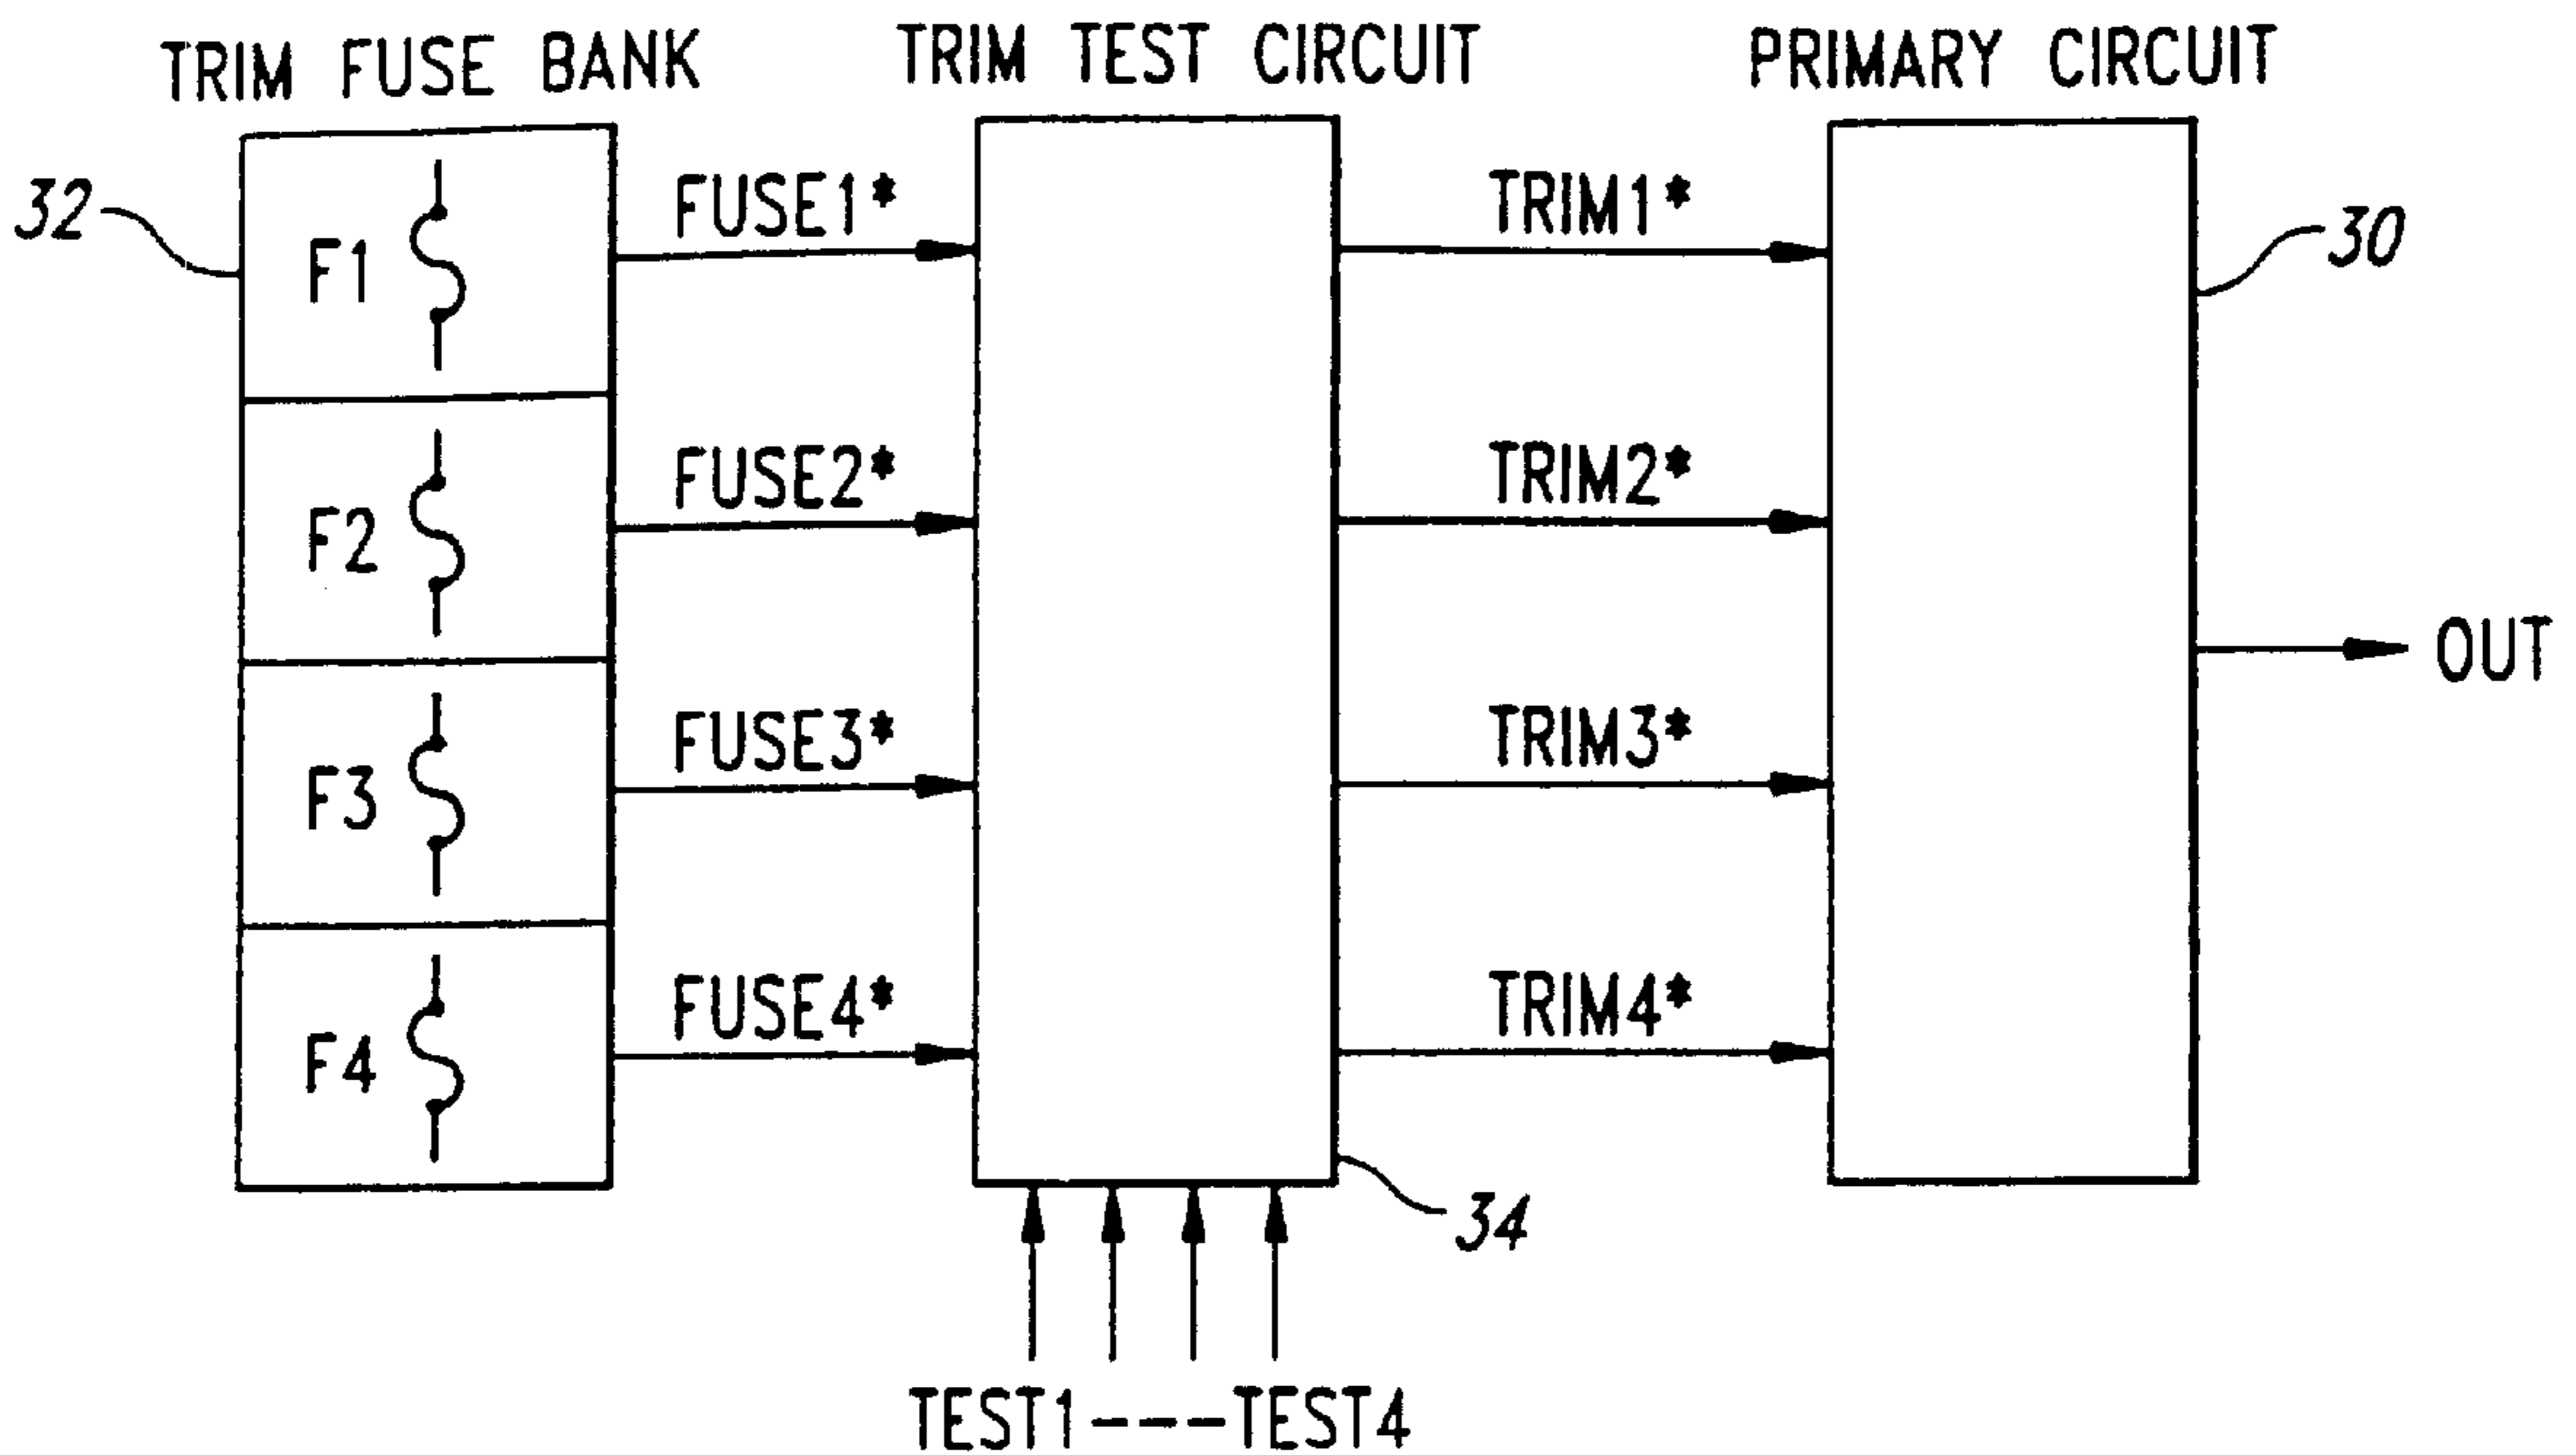 TRIM FUSE BANK
TRIM TEST CIRCUIT
PRIMARY CIRCUIT
32
F1
FUSE1*
TRIM1*
30
F2
FUSE2*
TRIM2*
OUT
F3
FUSE3*
TRIM3*
F4
FUSE4*
TRIM4*
34
TEST1----TEST4